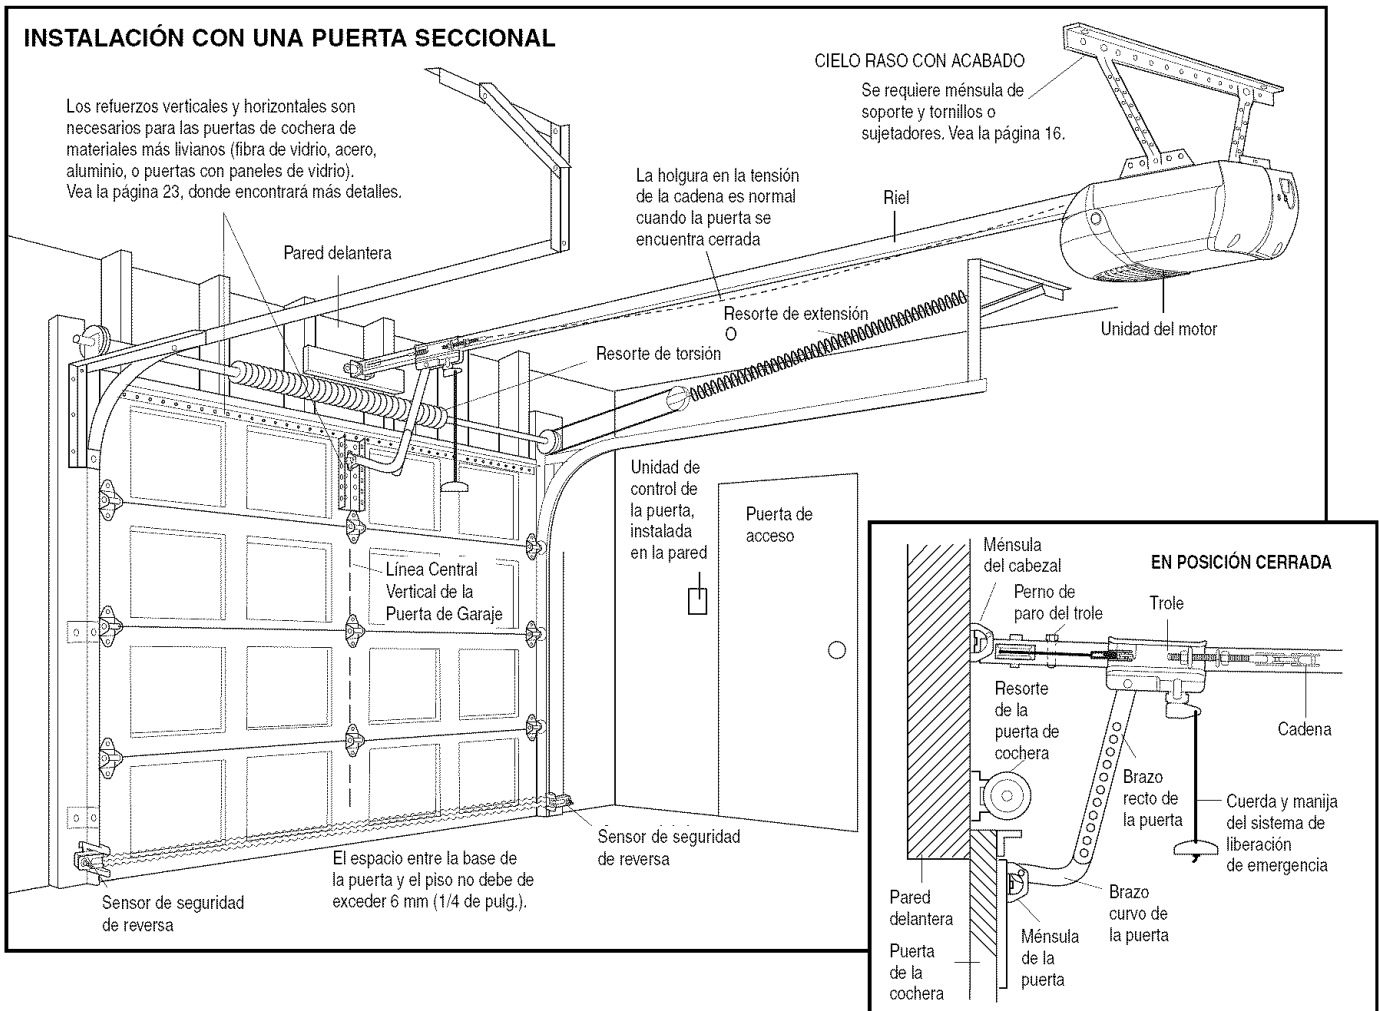 INSTALACIÓN CON UNA PUERTA SECCIONAL
Los refuerzos verticales y horizontales son
necesarios para las puertas de cochera de
materiales más livianos (fibra de vidrio, acero,
aluminio, o puertas con paneles de vidrio).
Vea la página 23, donde encontrará más detalles.
Pared delantera
CIELO RASO CON ACABADO
Se requiere ménsula de
soporte y tornillos o
sujetadores. Vea la página 16.
La holgura en la tensión
de la cadena es normal
cuando la puerta se
encuentra cerrada
Riel
Unidad del motor
Resorte de extensión
O
Resorte de torsión
Unidad de
control de
la puerta,
instalada
en la pared
Puerta de
acceso
Línea Central
Vertical de la
Puerta de Garaje
Sensor de seguridad
de reversa
El espacio entre la base de
la puerta y el piso no debe de
exceder 6 mm (1/4 de pulg.).
Sensor de seguridad
de reversa
EN POSICIÓN CERRADA
Ménsula
del cabezal
Perno de
paro del trole
Trole
Resorte
de la
puerta de
cochera
Cadena
Brazo
recto de
la puerta
Cuerda y manija
del sistema de
liberación
de emergencia
Pared
delantera
Brazo
curvo de
la puerta
Ménsula
de la
puerta
Puerta
de la
cochera